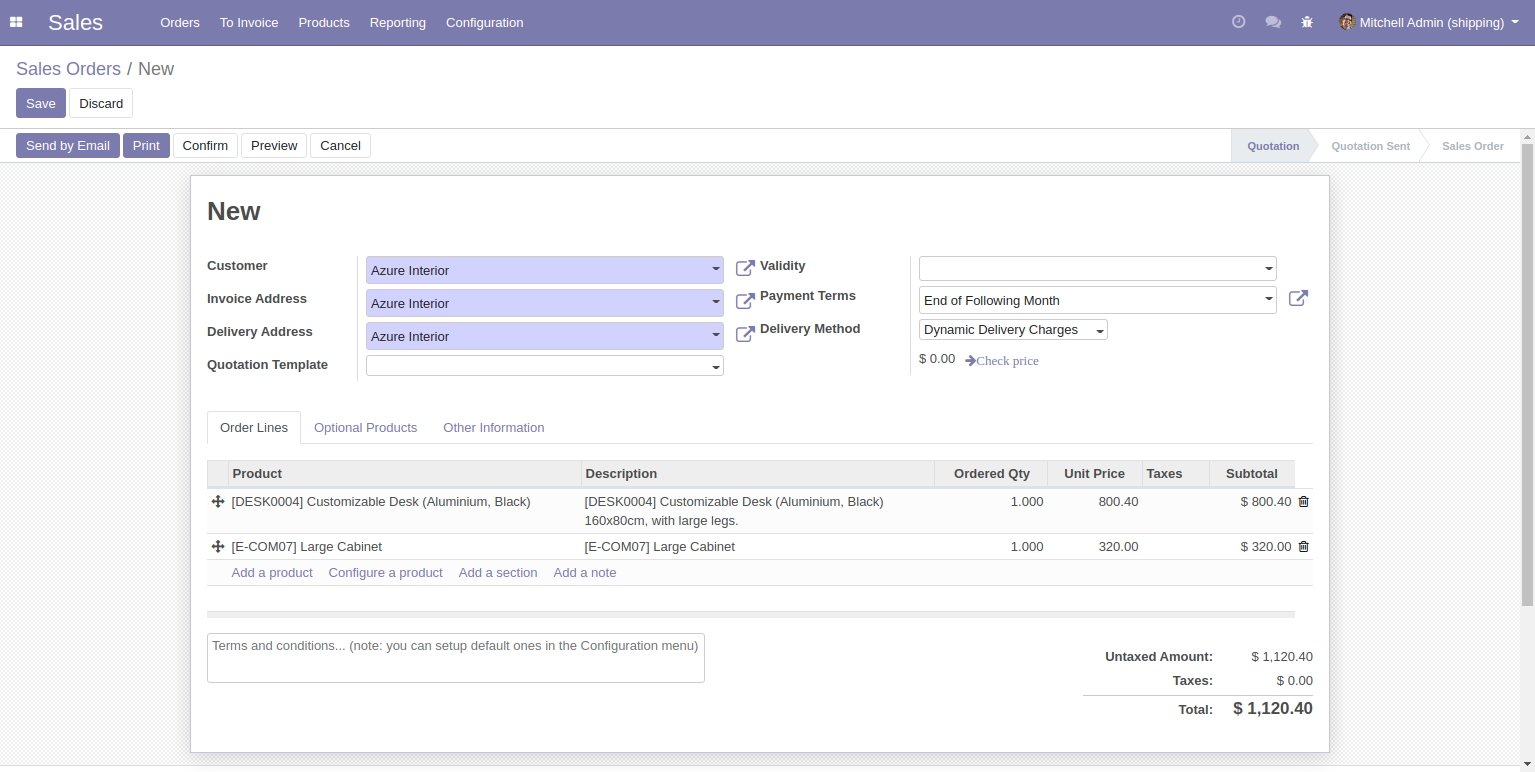 Sales Orders To Invoice Products Reporting Configuration Mitchell Admin (shipping)
Sales Orders / New
Save Discard
Send by Email Print Confirm Preview Cancel Quotation Quotation Sent Sales Order
New
Customer Azure Interior Validity
Invoice Address Azure Interior Payment Terms End of Following Month
Delivery Address Azure Interior Delivery Method Dynamic Delivery Charges
Quotation Template $ 0.00 Check price
Order Lines Optional Products Other Information
Product Description Ordered Qty Unit Price Taxes Subtotal
[DESK0004] Customizable Desk (Aluminium, Black) [DESK0004] Customizable Desk (Aluminium, Black) 1.000 800.40 $ 800.40
160x80cm, with large legs.
[E-COM07] Large Cabinet [E-COM07] Large Cabinet 1.000 320.00 $ 320.00
Add a product Configure a product Add a section Add a note
Terms and conditions... (note: you can setup default ones in the Configuration menu)
Untaxed Amount: $ 1,120.40
Taxes: $ 0.00
Total: $ 1,120.40